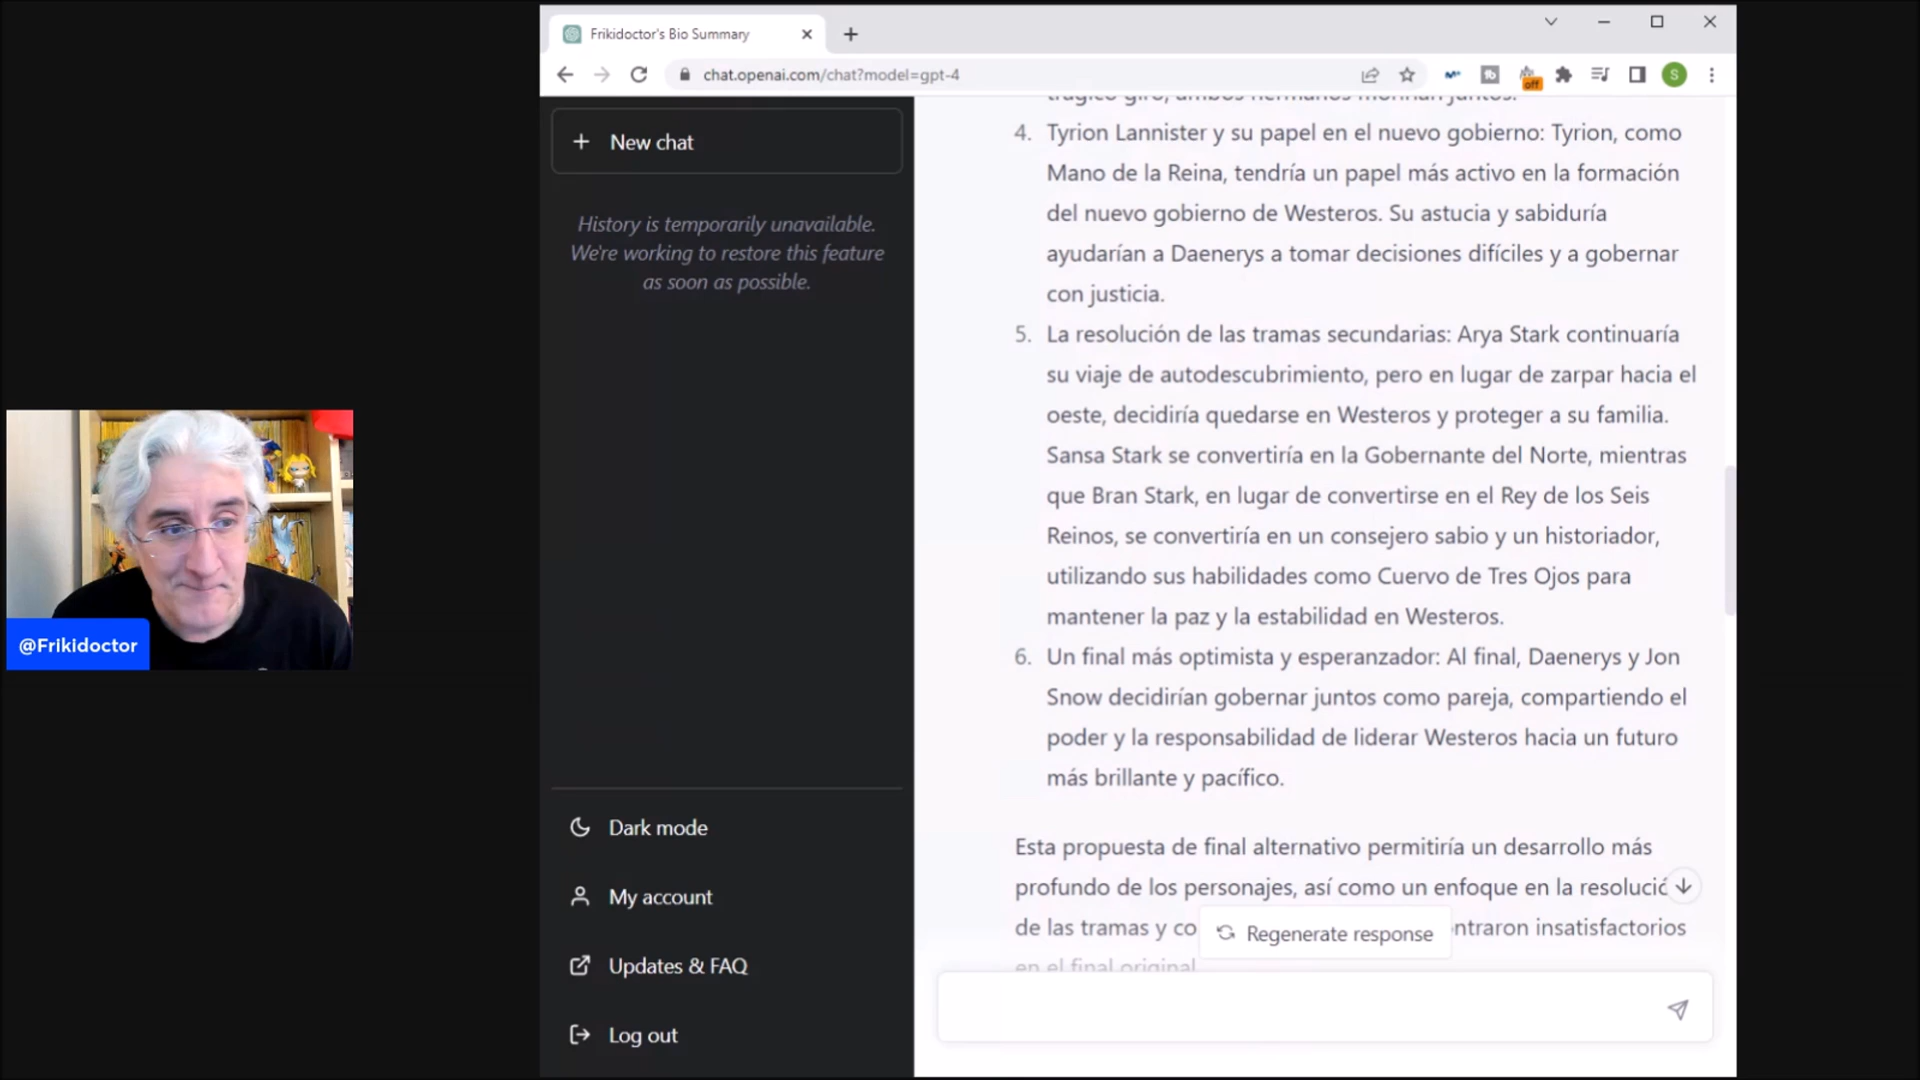 Frikidoctor's Bio Summary
chat.openai.com/chat?model=gpt-4
off
S
New chat
History is temporarily unavailable.
We're working to restore this feature
as soon as possible.
Dark mode
My account
Updates & FAQ
Log out
@Frikidoctor
trágico giro, ambos hermanos morirían juntos.
4. Tyrion Lannister y su papel en el nuevo gobierno: Tyrion, como
Mano de la Reina, tendría un papel más activo en la formación
del nuevo gobierno de Westeros. Su astucia y sabiduría
ayudarían a Daenerys a tomar decisiones difíciles y a gobernar
con justicia.
5. La resolución de las tramas secundarias: Arya Stark continuaría
su viaje de autodescubrimiento, pero en lugar de zarpar hacia el
oeste, decidiría quedarse en Westeros y proteger a su familia.
Sansa Stark se convertiría en la Gobernante del Norte, mientras
que Bran Stark, en lugar de convertirse en el Rey de los Seis
Reinos, se convertiría en un consejero sabio y un historiador,
utilizando sus habilidades como Cuervo de Tres Ojos para
mantener la paz y la estabilidad en Westeros.
6. Un final más optimista y esperanzador: Al final, Daenerys y Jon
Snow decidirían gobernar juntos como pareja, compartiendo el
poder y la responsabilidad de liderar Westeros hacia un futuro
más brillante y pacífico.
Esta propuesta de final alternativo permitiría un desarrollo más
profundo de los personajes, así como un enfoque en la resolució
de las tramas y co ntraron insatisfactorios
en el final original.
Regenerate response